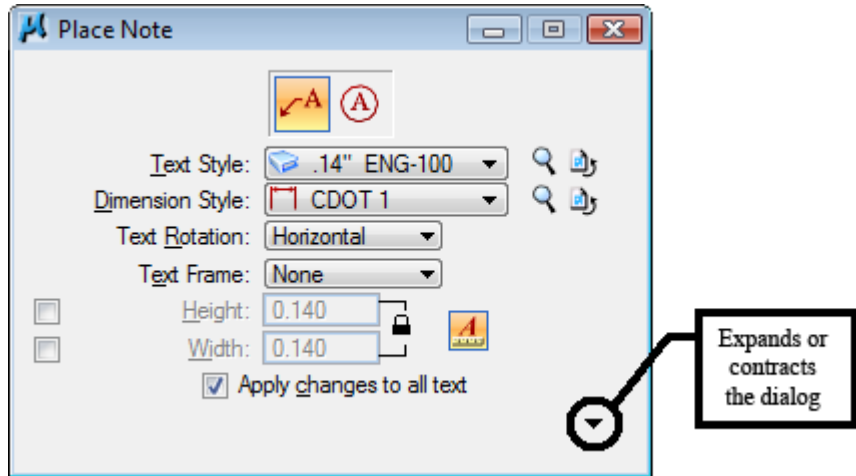 Place Note
A A
Text Style: .14" ENG-100
Dimension Style: CDOT 1
Text Rotation: Horizontal
Text Frame: None
Height: 0.140
Width: 0.140
A
Apply changes to all text
Expands or
contracts
the dialog